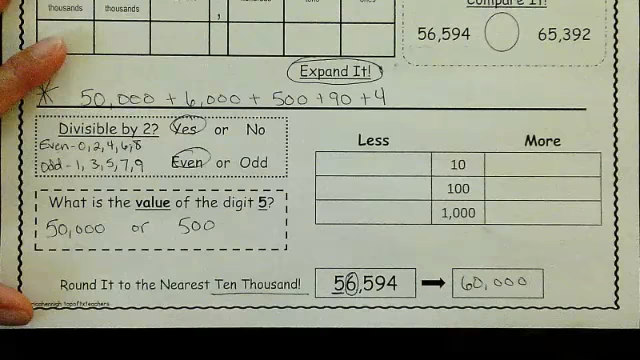 Compare It!
thousands thousands
,
56,594 65,392
Expand It!
50,000 + 6,000 + 500 + 90 + 4
Divisible by 2? Yes or No
Even - 0, 2, 4, 6, 8
Odd - 1, 3, 5, 7, 9
Even or Odd
Less More
10
100
1,000
What is the value of the digit 5?
50,000 or 500
Round It to the Nearest Ten Thousand! 56,594 60,000